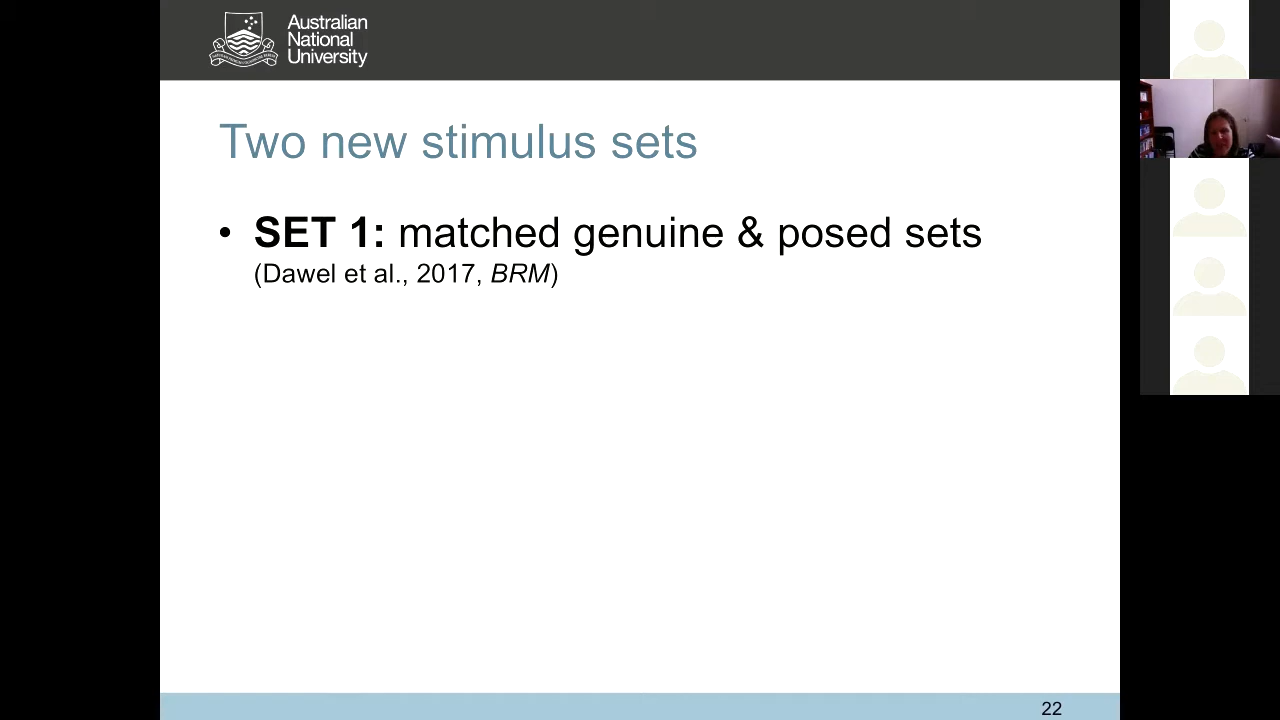 Australian
National
University
Two new stimulus sets
• SET 1: matched genuine & posed sets
(Dawel et al., 2017, BRM)
22